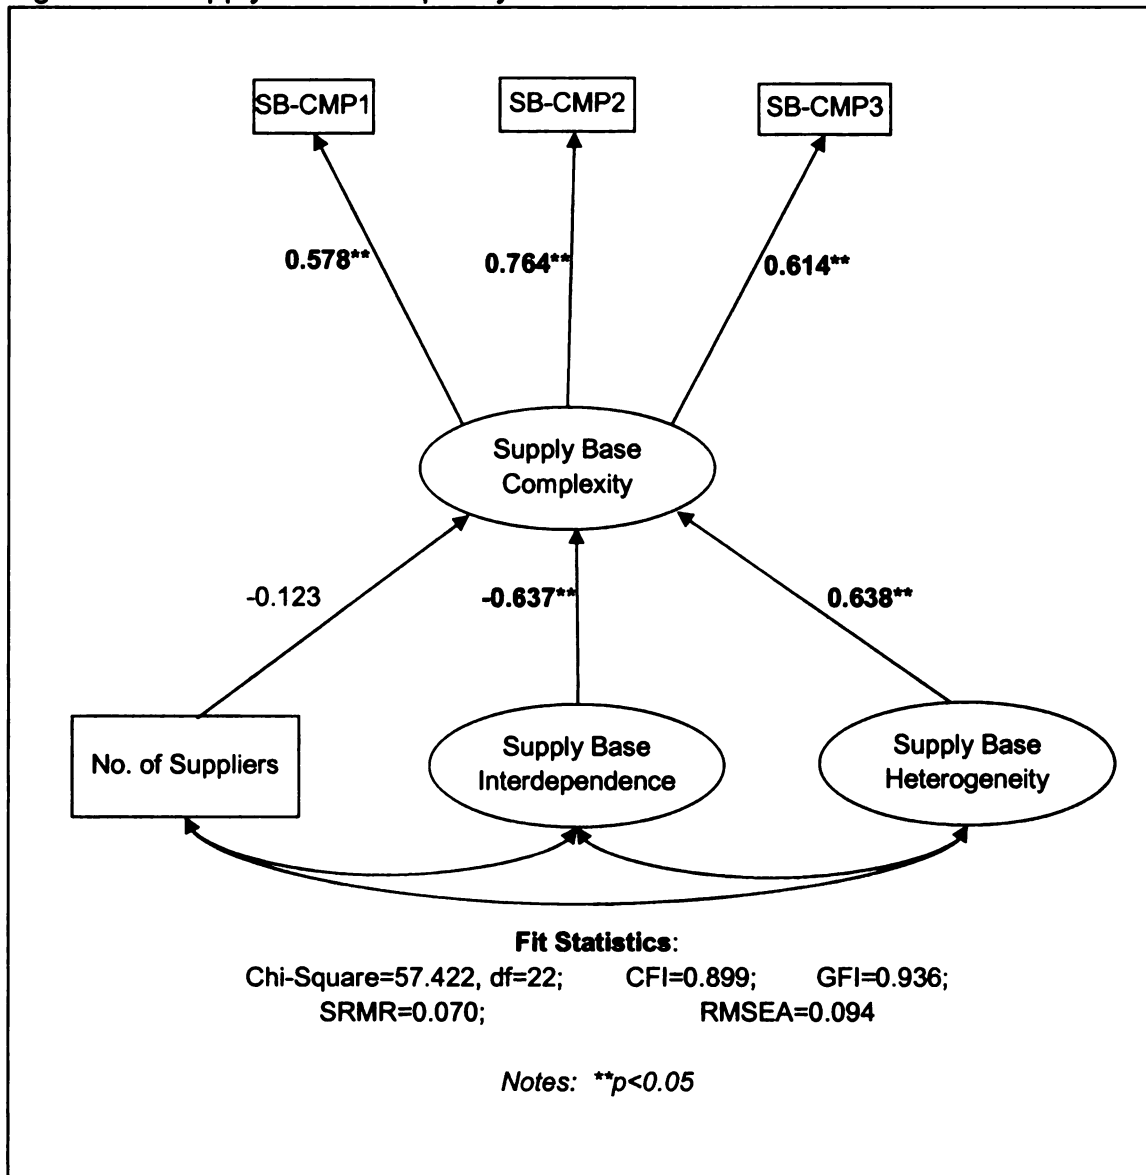 SB-CMP1
SB-CMP2
SB-CMP3
0.578**
0.764**
0.614**
Supply Base
Complexity
-0.123
-0.637**
0.638**
No. of Suppliers
Supply Base
Interdependence
Supply Base
Heterogeneity
Fit Statistics:
Chi-Square=57.422, df=22; CFI=0.899; GFI=0.936;
SRMR=0.070; RMSEA=0.094
Notes: **p<0.05